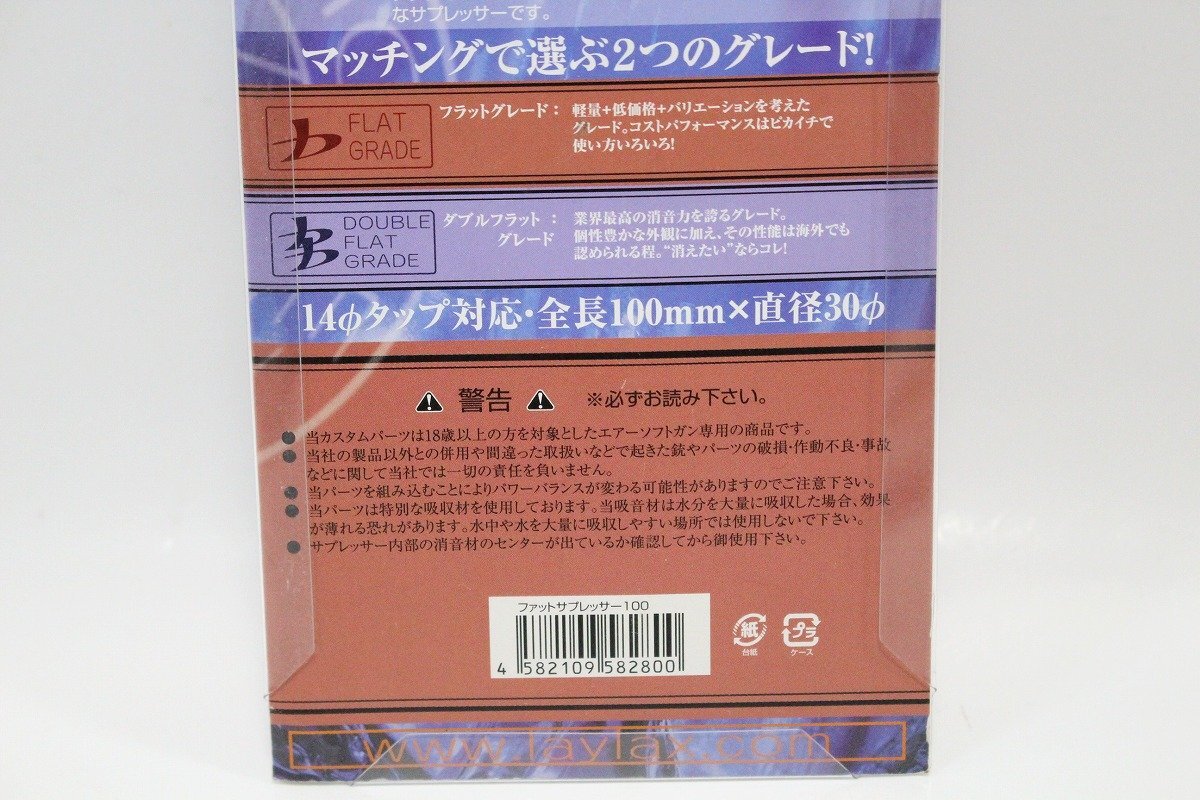 なサプレッサーです。
マッチングで選ぶ2つのグレード!
FLAT
GRADE
フラットグレード：
軽量+低価格+バリエーションを考えた
グレード。コストパフォーマンスはピカイチで
使い方いろいろ!
DOUBLE
FLAT
GRADE
ダブルフラット：
グレード
業界最高の消音力を誇るグレード。
個性豊かな外観に加え、その性能は海外でも
認められる程。“消えたい”ならコレ!
14φタップ対応・全長100mm×直径30φ
警告 ※必ずお読み下さい。
● 当カスタムパーツは18歳以上の方を対象としたエアーソフトガン専用の商品です。
● 当社の製品以外との併用や間違った取扱いなどで起きた銃やパーツの破損・作動不良・事故
などに関して当社では一切の責任を負いません。
● 当パーツを組み込むことによりパワーバランスが変わる可能性がありますのでご注意下さい。
● 当パーツは特別な吸収材を使用しております。当吸音材は水分を大量に吸収した場合、効果
が薄れる恐れがあります。水中や水を大量に吸収しやすい場所では使用しないで下さい。
● サプレッサー内部の消音材のセンターが出ているか確認してから御使用下さい。
ファットサプレッサー100
4 582109 582800
紙
台紙
プラ
ケース
www.laylax.com